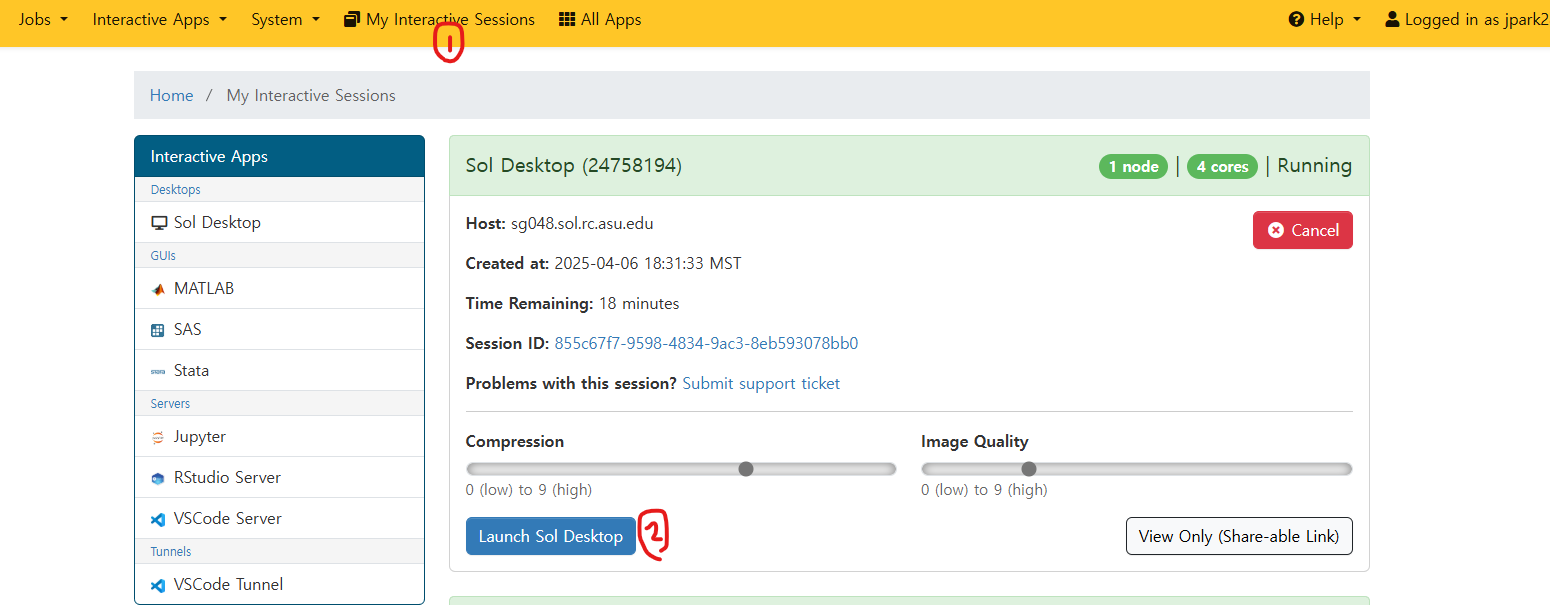 Jobs Interactive Apps System My Interactive Sessions All Apps Help Logged in as jpark2
1
Home / My Interactive Sessions
Interactive Apps
Desktops
Sol Desktop
GUIs
MATLAB
SAS
Stata
Servers
Jupyter
RStudio Server
VSCode Server
Tunnels
VSCode Tunnel
Sol Desktop (24758194) 1 node | 4 cores | Running
Host: sg048.sol.rc.asu.edu
Cancel
Created at: 2025-04-06 18:31:33 MST
Time Remaining: 18 minutes
Session ID: 855c67f7-9598-4834-9ac3-8eb593078bb0
Problems with this session? Submit support ticket
Compression
0 (low) to 9 (high)
Image Quality
0 (low) to 9 (high)
Launch Sol Desktop 2
View Only (Share-able Link)